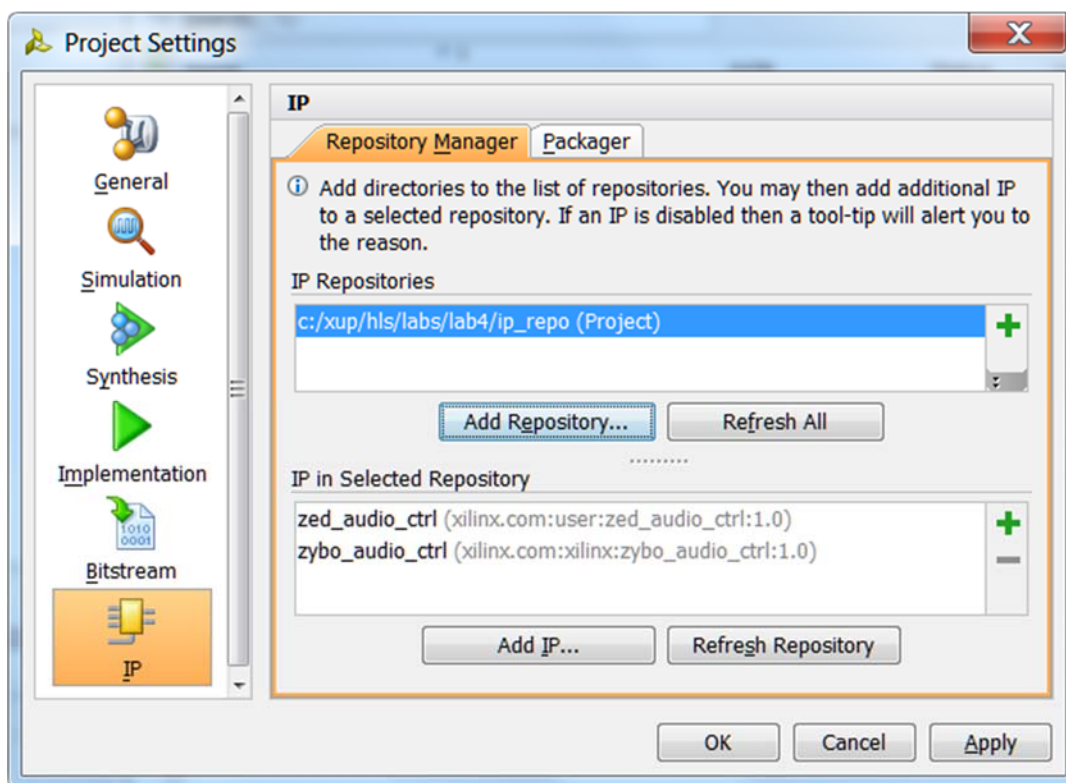 Project Settings
General
Simulation
Synthesis
Implementation
1010
0001
Bitstream
IP
IP
Repository Manager
Packager
Add directories to the list of repositories. You may then add additional IP
to a selected repository. If an IP is disabled then a tool-tip will alert you to
the reason.
IP Repositories
c:/xup/hls/labs/lab4/ip_repo (Project)
Add Repository...
Refresh All
IP in Selected Repository
zed_audio_ctrl (xilinx.com:user:zed_audio_ctrl:1.0)
zybo_audio_ctrl (xilinx.com:xilinx:zybo_audio_ctrl:1.0)
Add IP...
Refresh Repository
OK
Cancel
Apply